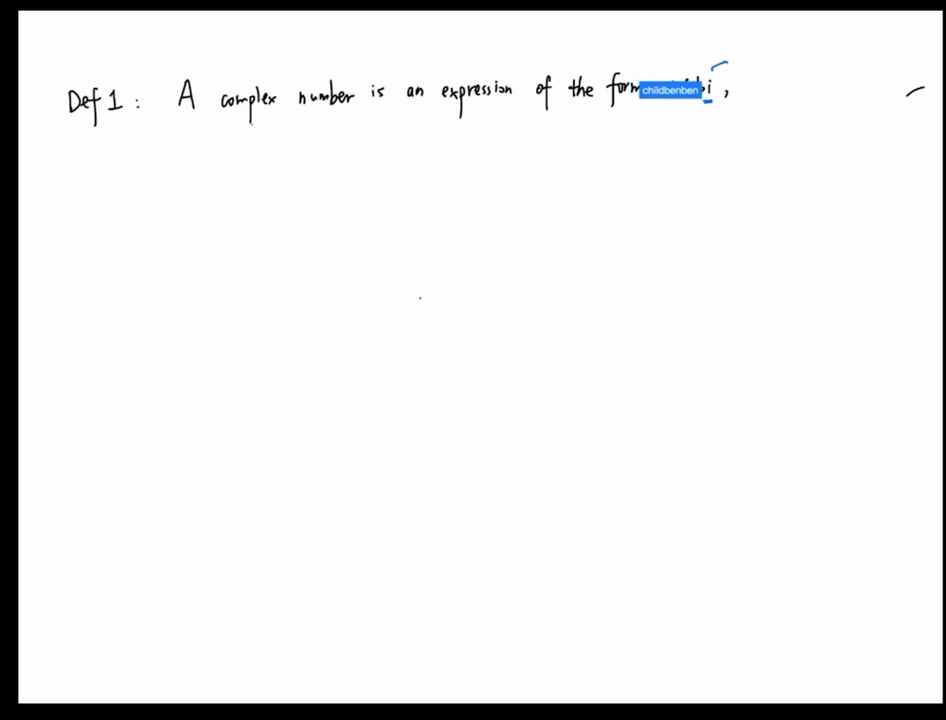 Def 1: A complex number is an expression of the form childbenben i,